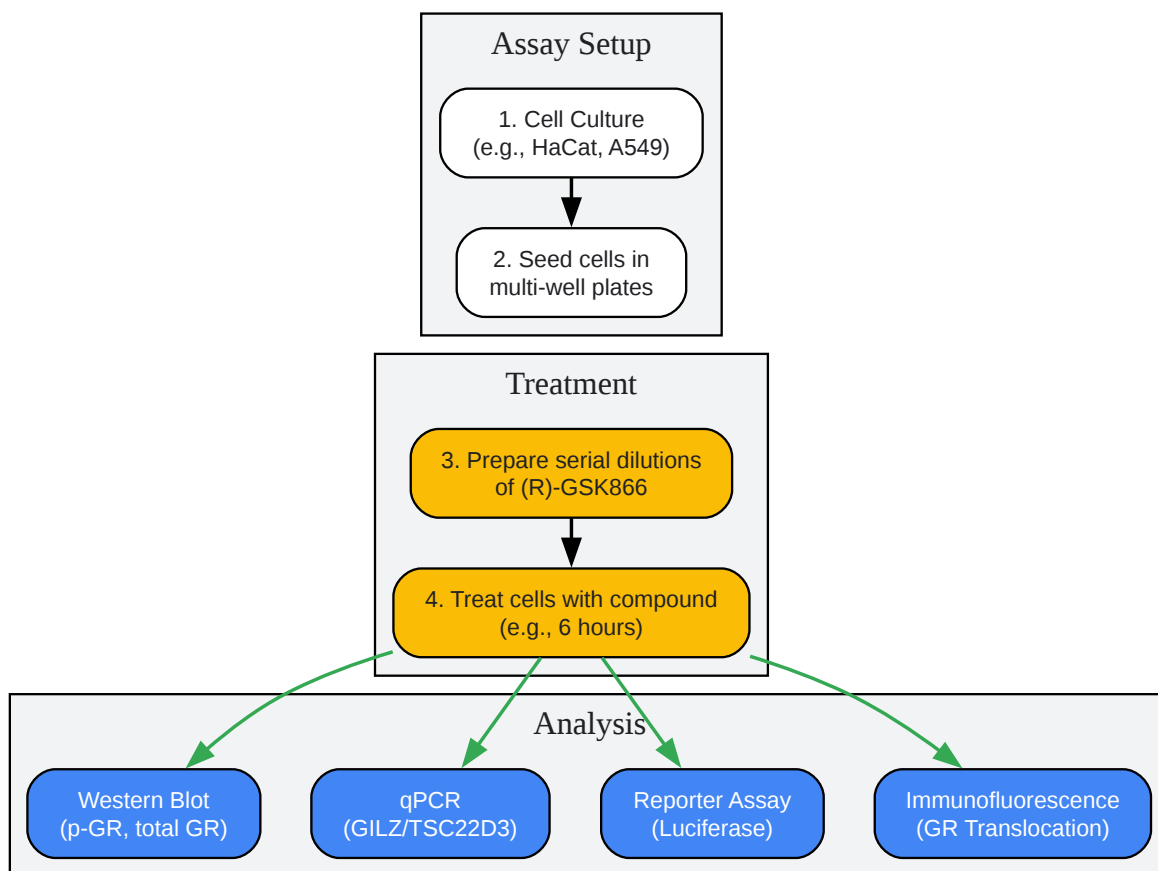 Assay Setup
1. Cell Culture
(e.g., HaCat, A549)
2. Seed cells in
multi-well plates
Treatment
3. Prepare serial dilutions
of (R)-GSK866
4. Treat cells with compound
(e.g., 6 hours)
Analysis
Western Blot
(p-GR, total GR)
qPCR
(GILZ/TSC22D3)
Reporter Assay
(Luciferase)
Immunofluorescence
(GR Translocation)